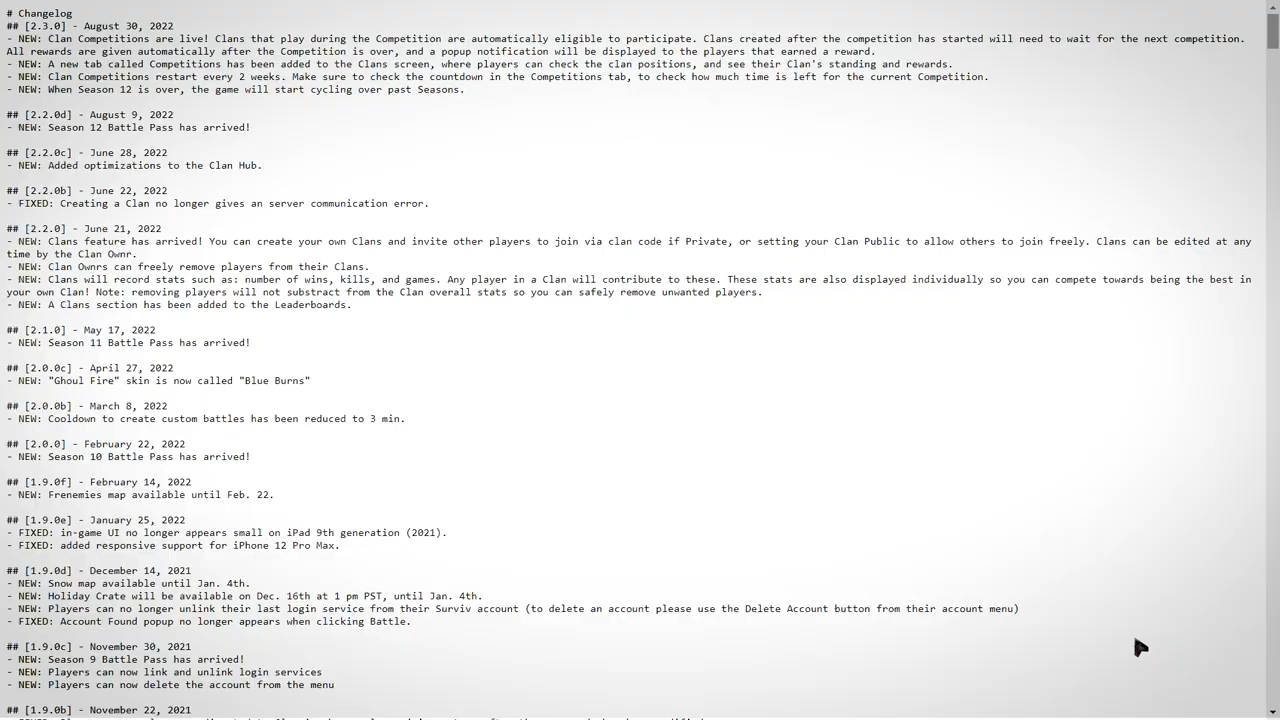 # Changelog
## [2.3.0] - August 30, 2022
- NEW: Clan Competitions are live! Clans that play during the Competition are automatically eligible to participate. Clans created after the competition has started will need to wait for the next competition.
All rewards are given automatically after the Competition is over, and a popup notification will be displayed to the players that earned a reward.
- NEW: A new tab called Competitions has been added to the Clans screen, where players can check the clan positions, and see their Clan's standing and rewards.
- NEW: Clan Competitions restart every 2 weeks. Make sure to check the countdown in the Competitions tab, to check how much time is left for the current Competition.
- NEW: When Season 12 is over, the game will start cycling over past Seasons.
## [2.2.0d] - August 9, 2022
- NEW: Season 12 Battle Pass has arrived!
## [2.2.0c] - June 28, 2022
- NEW: Added optimizations to the Clan Hub.
## [2.2.0b] - June 22, 2022
- FIXED: Creating a Clan no longer gives an server communication error.
## [2.2.0] - June 21, 2022
- NEW: Clans feature has arrived! You can create your own Clans and invite other players to join via clan code if Private, or setting your Clan Public to allow others to join freely. Clans can be edited at any
time by the Clan Ownr.
- NEW: Clan Ownrs can freely remove players from their Clans.
- NEW: Clans will record stats such as: number of wins, kills, and games. Any player in a Clan will contribute to these. These stats are also displayed individually so you can compete towards being the best in
your own Clan! Note: removing players will not substract from the Clan overall stats so you can safely remove unwanted players.
- NEW: A Clans section has been added to the Leaderboards.
## [2.1.0] - May 17, 2022
- NEW: Season 11 Battle Pass has arrived!
## [2.0.0c] - April 27, 2022
- NEW: "Ghoul Fire" skin is now called "Blue Burns"
## [2.0.0b] - March 8, 2022
- NEW: Cooldown to create custom battles has been reduced to 3 min.
## [2.0.0] - February 22, 2022
- NEW: Season 10 Battle Pass has arrived!
## [1.9.0f] - February 14, 2022
- NEW: Frenemies map available until Feb. 22.
## [1.9.0e] - January 25, 2022
- FIXED: in-game UI no longer appears small on iPad 9th generation (2021).
- FIXED: added responsive support for iPhone 12 Pro Max.
## [1.9.0d] - December 14, 2021
- NEW: Snow map available until Jan. 4th.
- NEW: Holiday Crate will be available on Dec. 16th at 1 pm PST, until Jan. 4th.
- NEW: Players can no longer unlink their last login service from their Surviv account (to delete an account please use the Delete Account button from their account menu)
- FIXED: Account Found popup no longer appears when clicking Battle.
## [1.9.0c] - November 30, 2021
- NEW: Season 9 Battle Pass has arrived!
- NEW: Players can now link and unlink login services
- NEW: Players can now delete the account from the menu
## [1.9.0b] - November 22, 2021